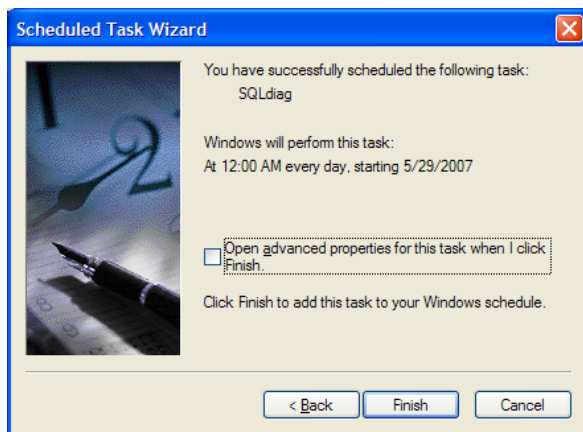 Scheduled Task Wizard
You have successfully scheduled the following task:
SQLdiag
Windows will perform this task:
At 12:00 AM every day, starting 5/29/2007
Open advanced properties for this task when I click
Finish.
Click Finish to add this task to your Windows schedule.
< Back
Finish
Cancel